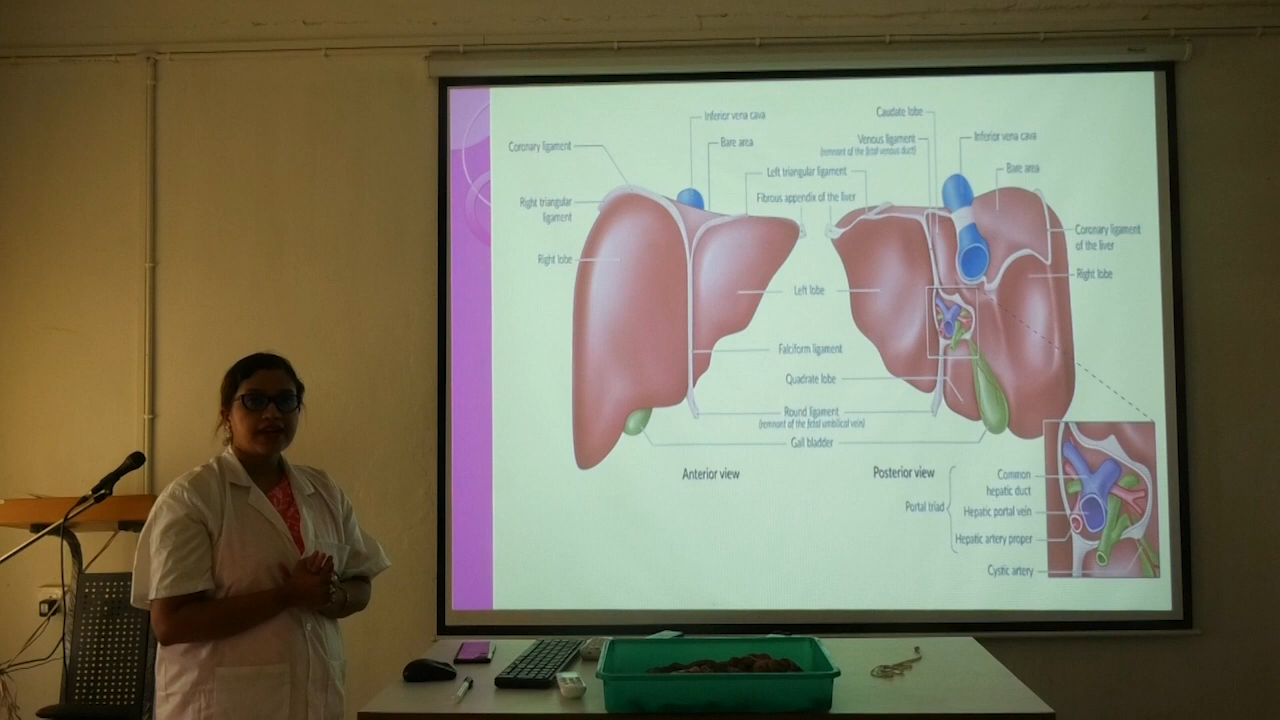 Inferior vena cava
Bare area
Coronary ligament
Left triangular ligament
Fibrous appendix of the liver
Right triangular
ligament
Right lobe
Left lobe
Falciform ligament
Quadrate lobe
Round ligament
(remnant of the fetal umbilical vein)
Gall bladder
Anterior view
Caudate lobe
Venous ligament
(remnant of the fetal venous duct)
Inferior vena cava
Bare area
Coronary ligament
of the liver
Right lobe
Posterior view
Portal triad
Common
hepatic duct
Hepatic portal vein
Hepatic artery proper
Cystic artery